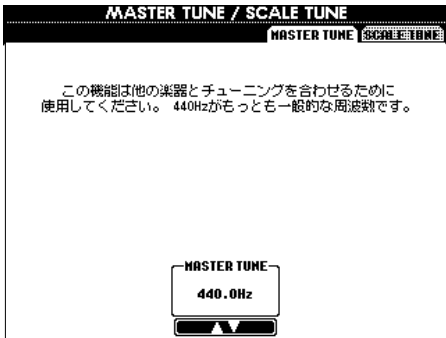 MASTER TUNE / SCALE TUNE
MASTER TUNE SCALE TUNE
この機能は他の楽器とチューニングを合わせるために
使用してください。 440Hzがもっとも一般的な周波数です。
MASTER TUNE
440.0Hz